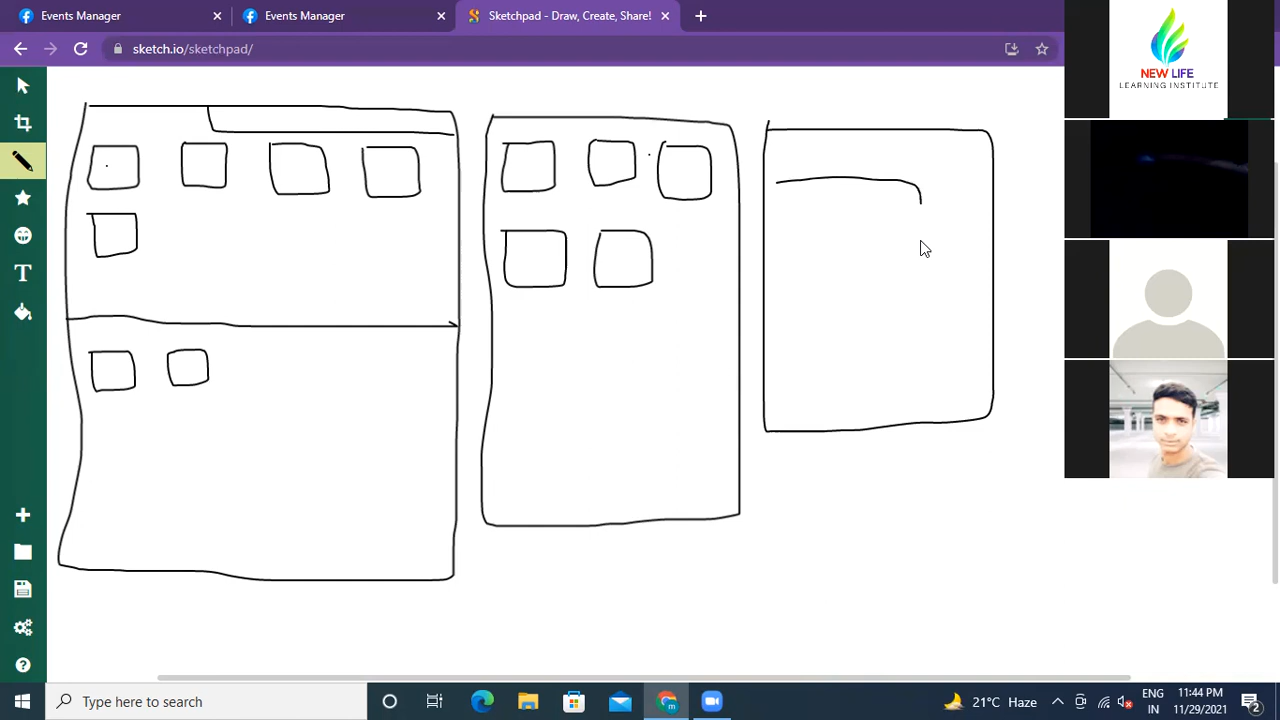 Events Manager
Events Manager
Sketchpad - Draw, Create, Share!
sketch.io/sketchpad/
NEW LIFE
LEARNING INSTITUTE
T
Type here to search
21°C Haze
ENG
IN
11:44 PM
11/29/2021
2